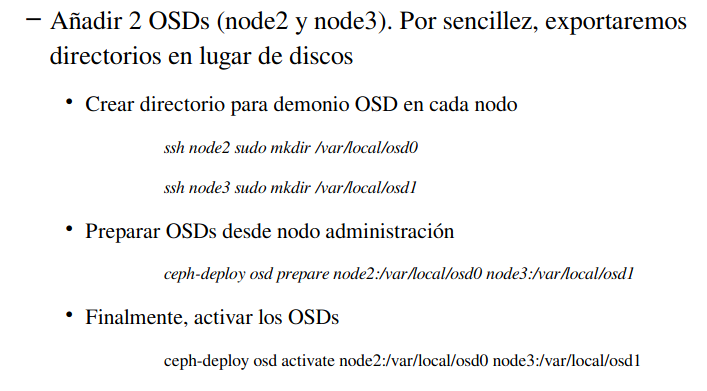 – Añadir 2 OSDs (node2 y node3). Por sencillez, exportaremos
directorios en lugar de discos
• Crear directorio para demonio OSD en cada nodo
ssh node2 sudo mkdir /var/local/osd0
ssh node3 sudo mkdir /var/local/osd1
• Preparar OSDs desde nodo administración
ceph-deploy osd prepare node2:/var/local/osd0 node3:/var/local/osd1
• Finalmente, activar los OSDs
ceph-deploy osd activate node2:/var/local/osd0 node3:/var/local/osd1